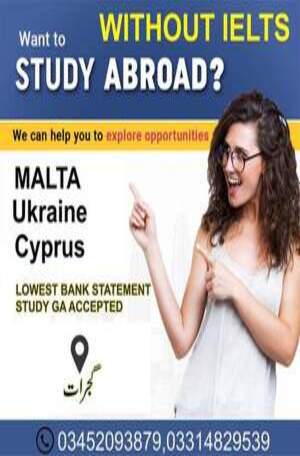 WITHOUT IELTS
Want to
STUDY ABROAD?
We can help you to explore opportunities
MALTA
Ukraine
Cyprus
LOWEST BANK STATEMENT
STUDY GA ACCEPTED
گجرات
03452093879,03314829539